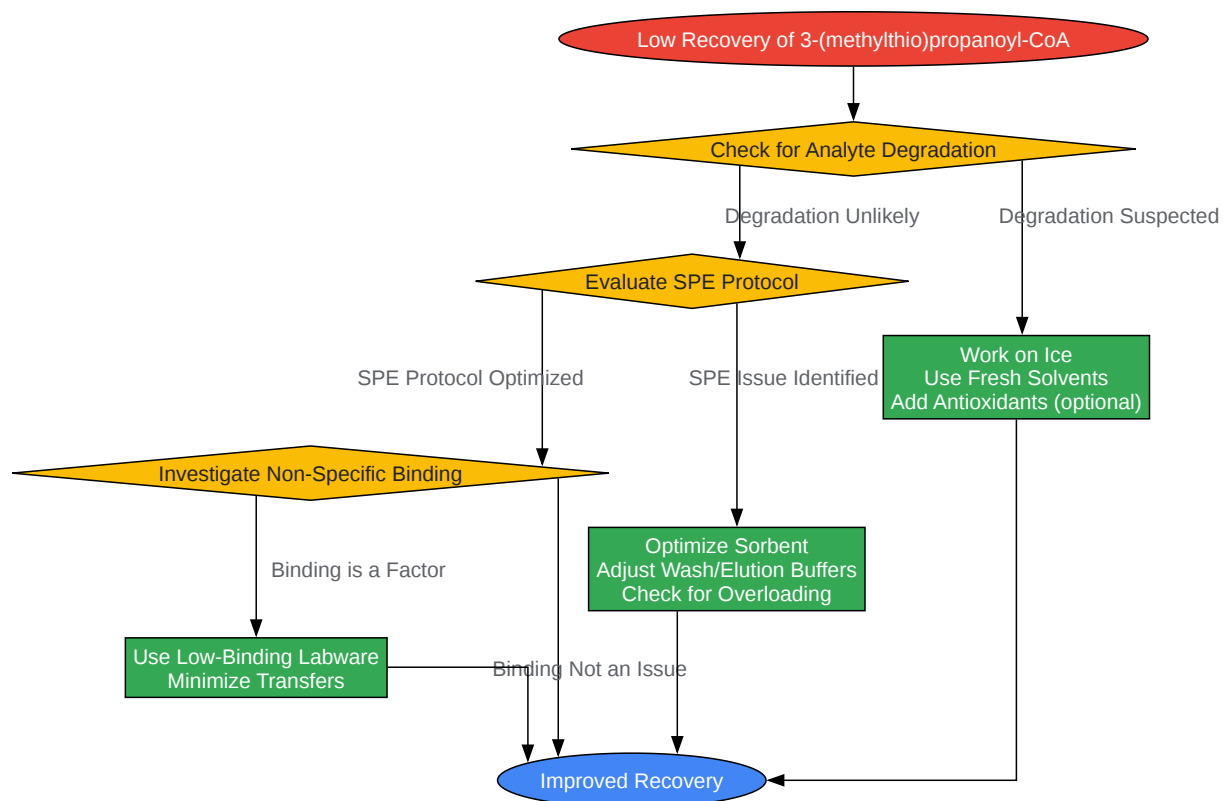 Low Recovery of 3-(methylthio)propanoyl-CoA
Check for Analyte Degradation
Degradation Unlikely
Degradation Suspected
Evaluate SPE Protocol
SPE Protocol Optimized
SPE Issue Identified
Work on Ice
Use Fresh Solvents
Add Antioxidants (optional)
Investigate Non-Specific Binding
Binding is a Factor
Optimize Sorbent
Adjust Wash/Elution Buffers
Check for Overloading
Use Low-Binding Labware
Minimize Transfers
Binding Not an Issue
Improved Recovery